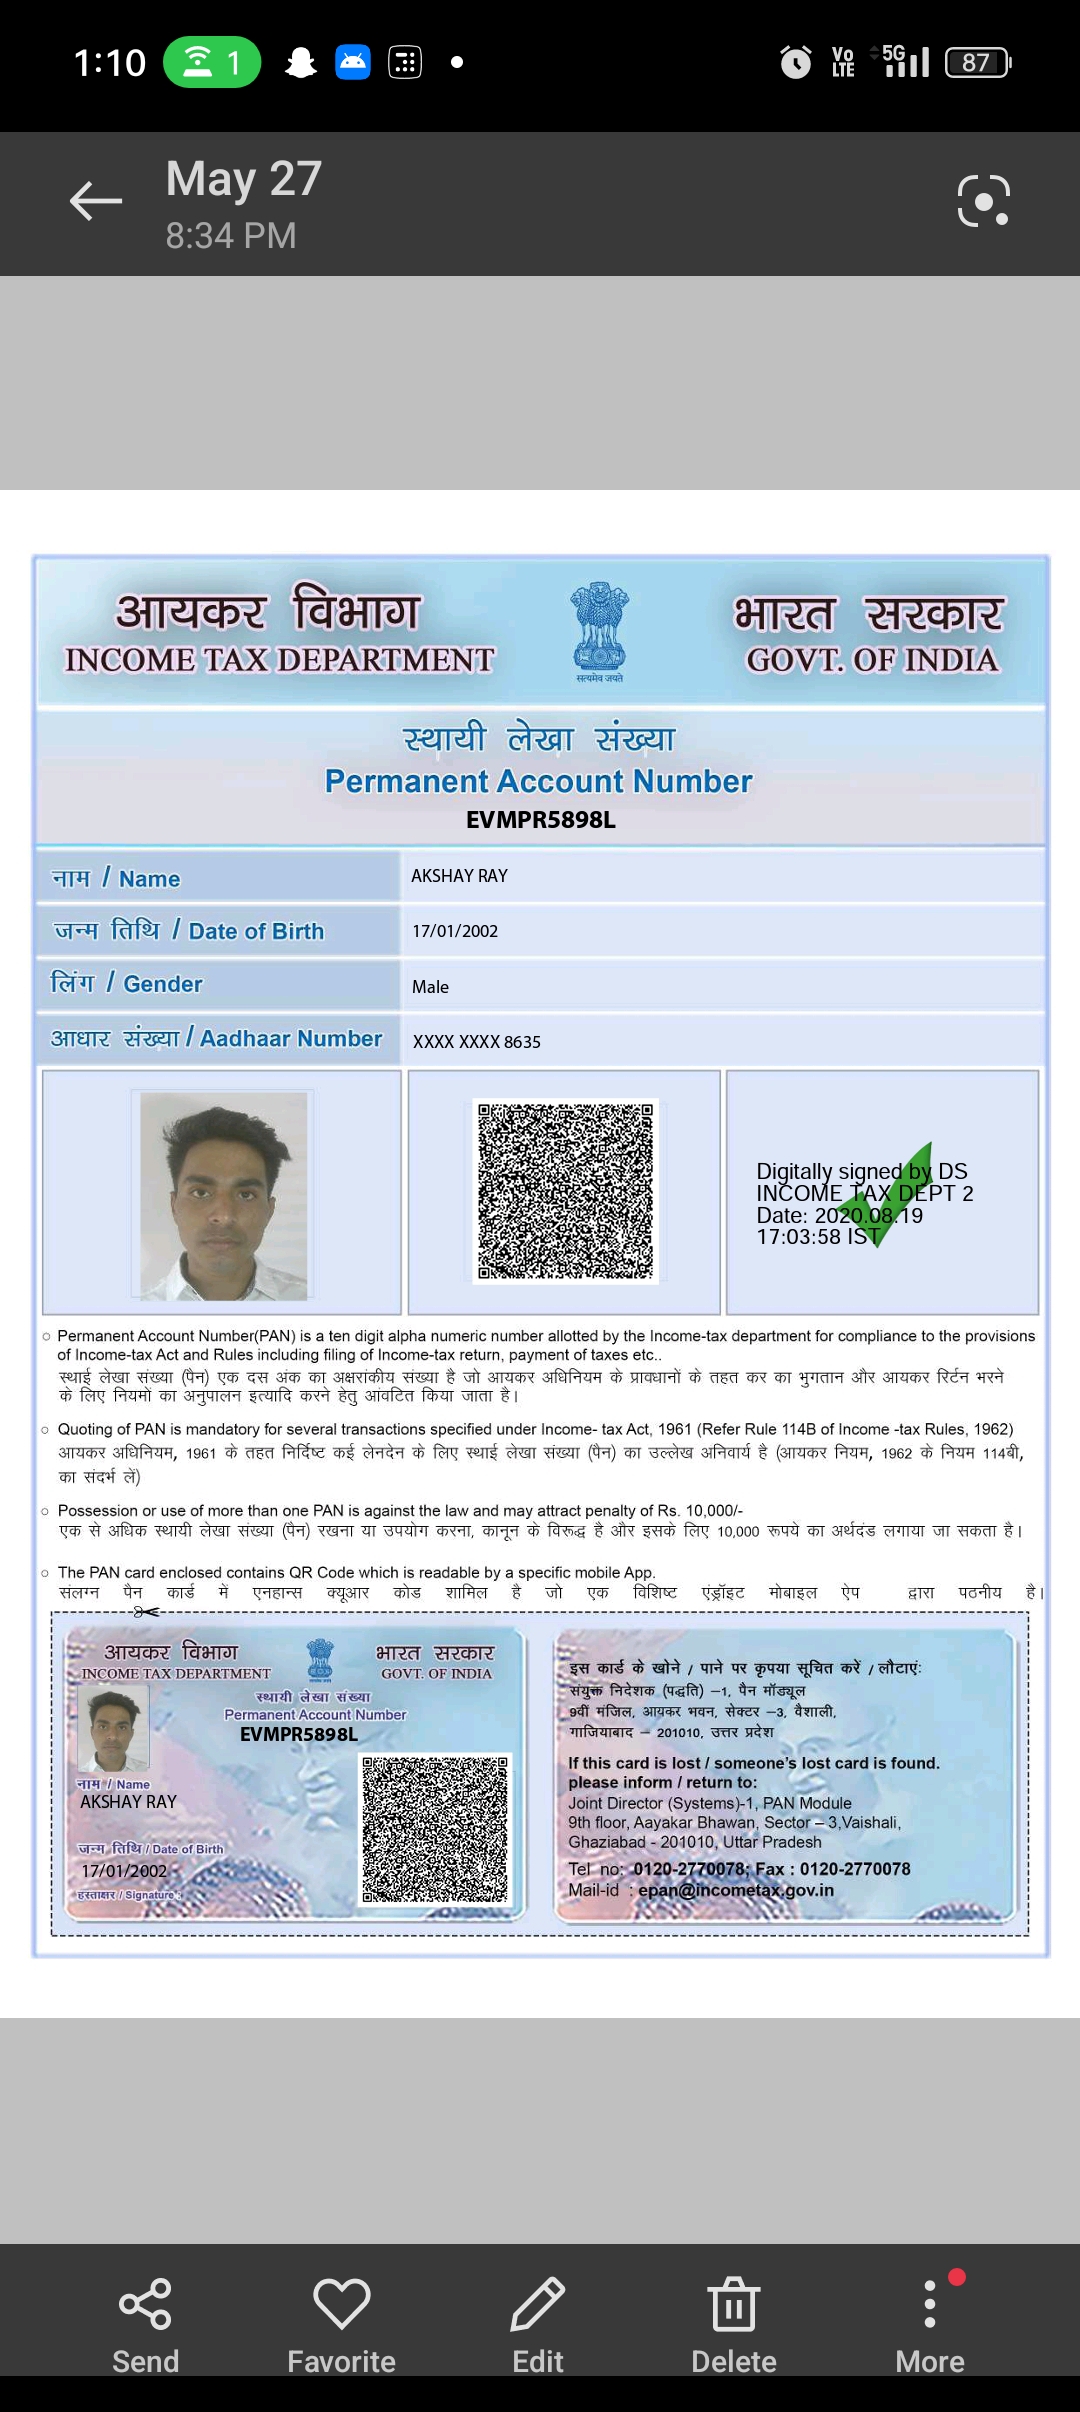 1:10
1
Vo LTE
5G
87
May 27
8:34 PM
आयकर विभाग
INCOME TAX DEPARTMENT
सत्यमेव जयते
भारत सरकार
GOVT. OF INDIA
स्थायी लेखा संख्या
Permanent Account Number
EVMPR5898L
नाम / Name
AKSHAY RAY
जन्म तिथि / Date of Birth
17/01/2002
लिंग / Gender
Male
आधार संख्या / Aadhaar Number
XXXX XXXX 8635
Digitally signed by DS
INCOME TAX DEPT 2
Date: 2020.08.19
17:03:58 IST
Permanent Account Number(PAN) is a ten digit alpha numeric number allotted by the Income-tax department for compliance to the provisions
of Income-tax Act and Rules including filing of Income-tax return, payment of taxes etc..
स्थाई लेखा संख्या (पैन) एक दस अंक का अक्षरांकीय संख्या है जो आयकर अधिनियम के प्रावधानों के तहत कर का भुगतान और आयकर रिर्टन भरने
के लिए नियमों का अनुपालन इत्यादि करने हेतु आंवटित किया जाता है।
Quoting of PAN is mandatory for several transactions specified under Income- tax Act, 1961 (Refer Rule 114B of Income -tax Rules, 1962)
आयकर अधिनियम, 1961 के तहत निर्दिष्ट कई लेनदेन के लिए स्थाई लेखा संख्या (पैन) का उल्लेख अनिवार्य है (आयकर नियम, 1962 के नियम 114बी,
का संदर्भ लें)
Possession or use of more than one PAN is against the law and may attract penalty of Rs. 10,000/-
एक से अधिक स्थायी लेखा संख्या (पैन) रखना या उपयोग करना, कानून के विरूद्ध है और इसके लिए 10,000 रूपये का अर्थदंड लगाया जा सकता है।
The PAN card enclosed contains QR Code which is readable by a specific mobile App.
संलग्न पैन कार्ड में एनहान्स क्यूआर कोड शामिल है जो एक विशिष्ट एंड्रॉइट मोबाइल ऐप द्वारा पठनीय है।
आयकर विभाग
INCOME TAX DEPARTMENT
भारत सरकार
GOVT. OF INDIA
स्थायी लेखा संख्या
Permanent Account Number
EVMPR5898L
नाम / Name
AKSHAY RAY
जन्म तिथि / Date of Birth
17/01/2002
हस्ताक्षर / Signature :
इस कार्ड के खोने / पाने पर कृपया सूचित करें / लौटाएं:
संयुक्त निदेशक (पद्धति) –1, पैन मॉड्यूल
9वीं मंजिल, आयकर भवन, सेक्टर –3, वैशाली,
गाजियाबाद – 201010, उत्तर प्रदेश
If this card is lost / someone's lost card is found.
please inform / return to:
Joint Director (Systems)-1, PAN Module
9th floor, Aayakar Bhawan, Sector – 3,Vaishali,
Ghaziabad - 201010, Uttar Pradesh
Tel no: 0120-2770078; Fax : 0120-2770078
Mail-id : epan@incometax.gov.in
Send
Favorite
Edit
Delete
More